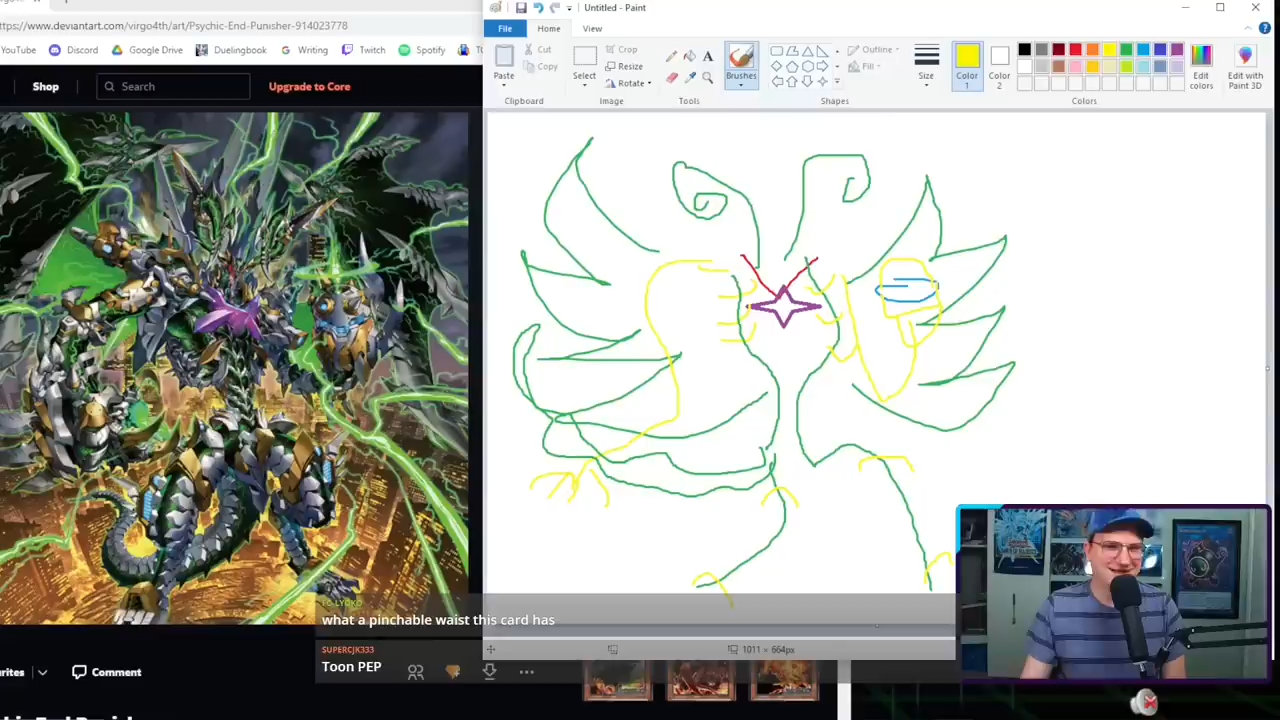 Untitled - Paint
https://www.deviantart.com/virgo4th/art/Psychic-End-Punisher-914023778
YouTube
Discord
Google Drive
Duelingbook
Writing
Twitch
Spotify
Shop
Search
Upgrade to Core
File
Home
View
Paste
Cut
Copy
Clipboard
Select
Crop
Resize
Rotate
Image
Tools
Brushes
Shapes
Outline
Fill
Size
Color
1
Color
2
Edit
colors
Edit with
Paint 3D
Colors
what a pinchable waist this card has
SUPERCJK333
Toon PEP
1011 × 664px
Comment